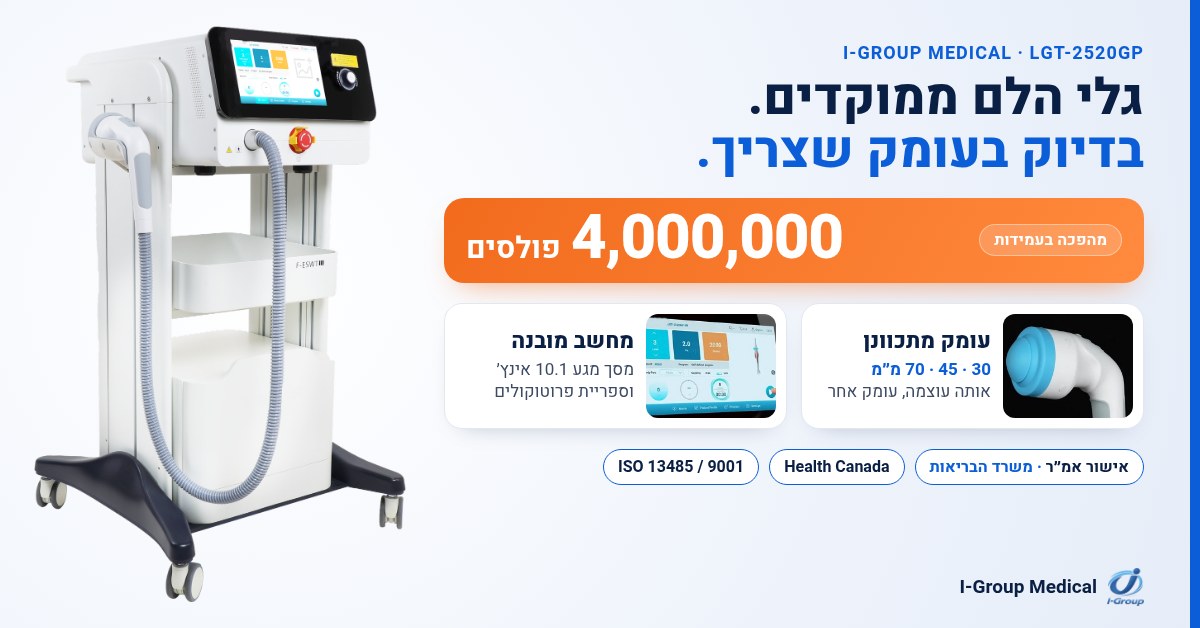 I-GROUP MEDICAL · LGT-2520GP
גלי הלם ממוקדים.
בדיוק בעומק שצריך.
מהפכה בעמידות
4,000,000 פולסים
עומק מתכוונן
30 · 45 · 70 מ״מ
אותה עוצמה, עומק אחר
מחשב מובנה
מסך מגע 10.1 אינץ׳
וספריית פרוטוקולים
אישור אמ״ר · משרד הבריאות
Health Canada
ISO 13485 / 9001
I-Group Medical
i-Group
F-ESWT